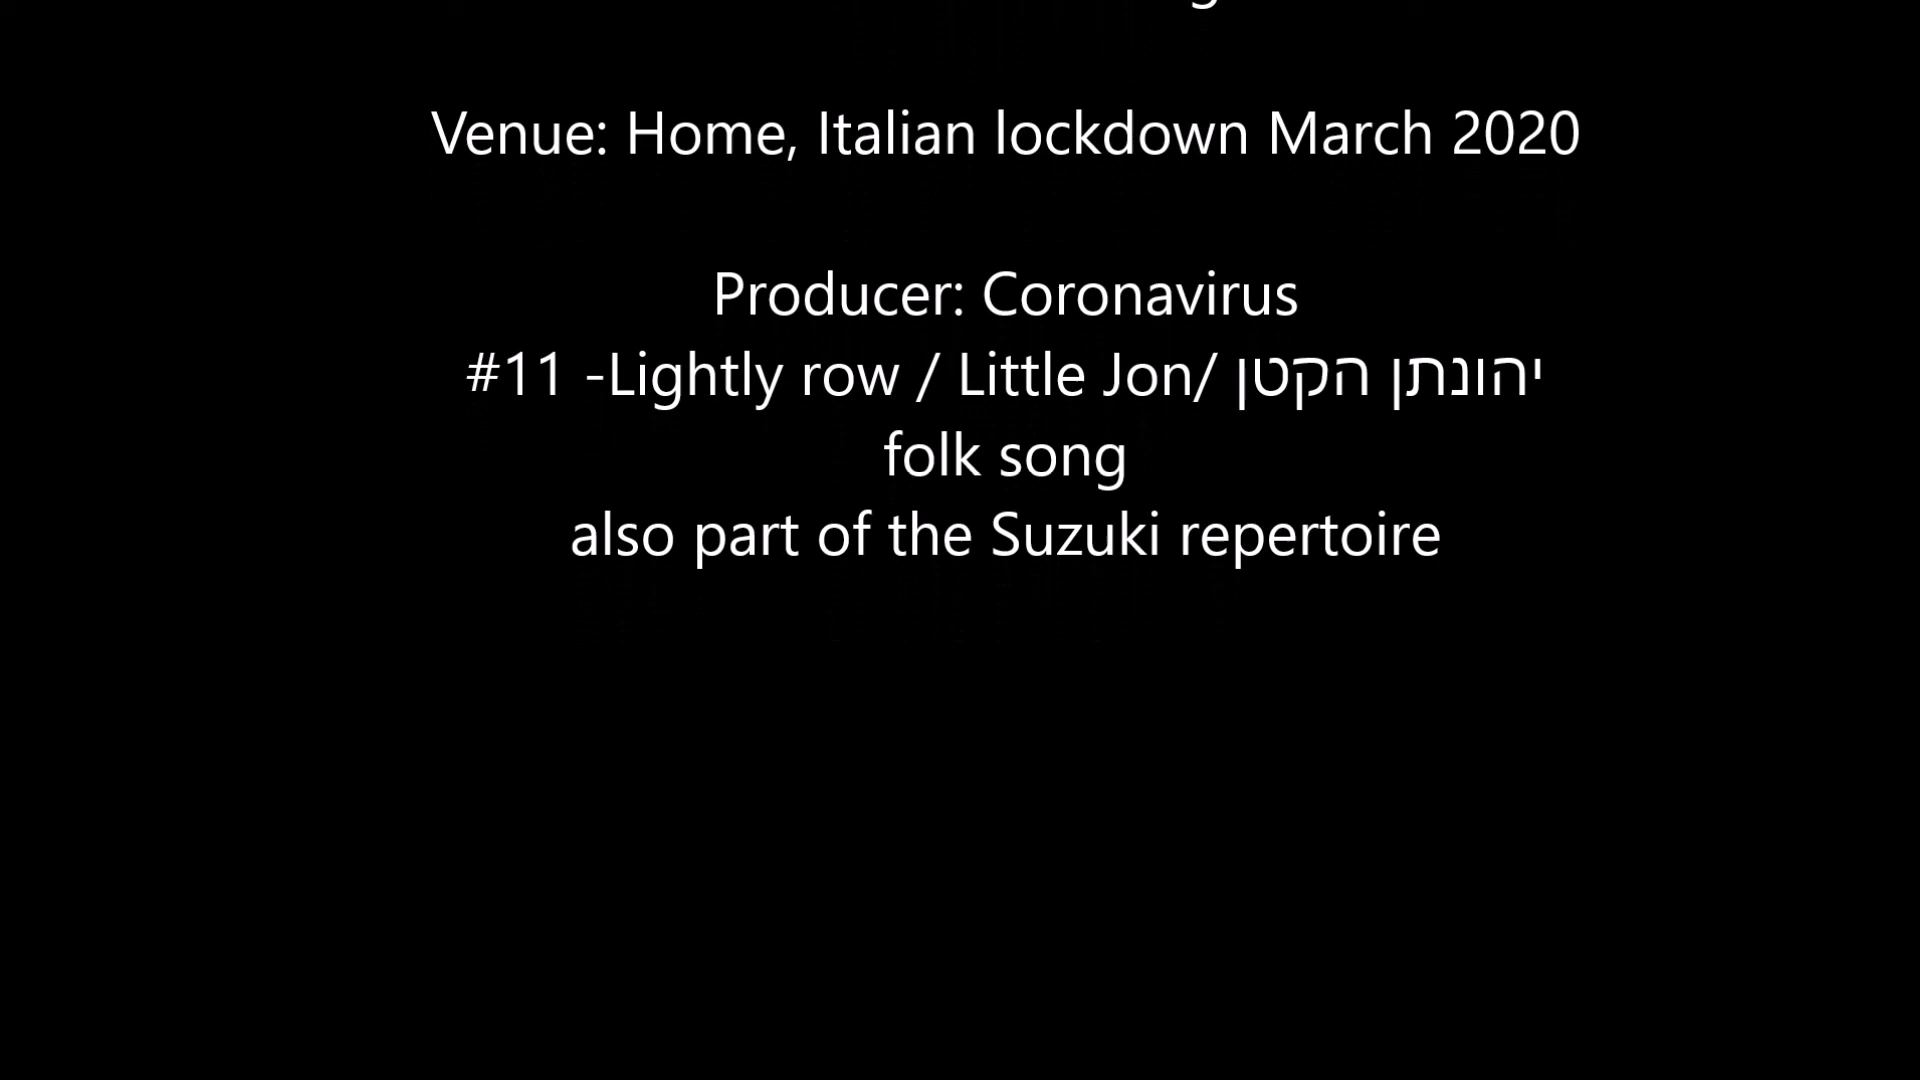 Venue: Home, Italian lockdown March 2020
Producer: Coronavirus
#11 -Lightly row / Little Jon/ יהונתן הקטן
folk song
also part of the Suzuki repertoire